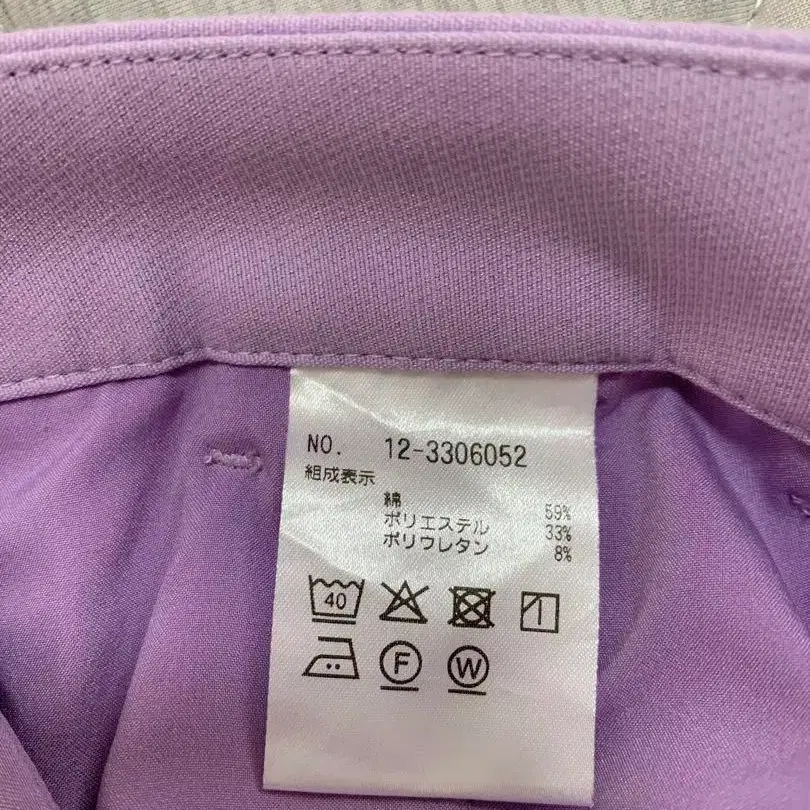 NO. 12-3306052
組成表示
綿 59%
ポリエステル 33%
ポリウレタン 8%
40
F W